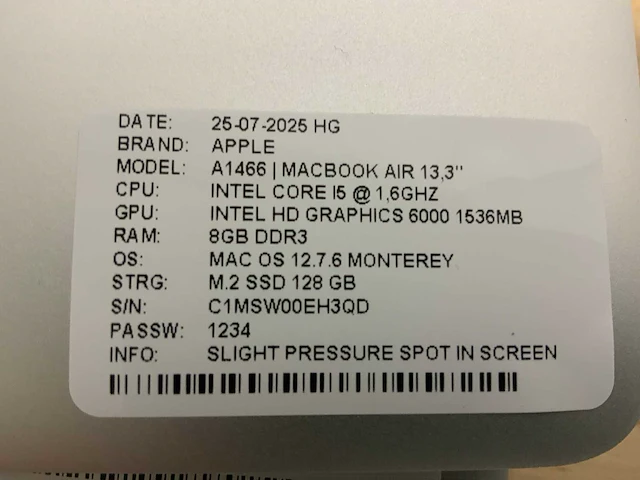 DATE: 25-07-2025 HG
BRAND: APPLE
MODEL: A1466 | MACBOOK AIR 13,3"
CPU: INTEL CORE I5 @ 1,6GHZ
GPU: INTEL HD GRAPHICS 6000 1536MB
RAM: 8GB DDR3
OS: MAC OS 12.7.6 MONTEREY
STRG: M.2 SSD 128 GB
S/N: C1MSW00EH3QD
PASSW: 1234
INFO: SLIGHT PRESSURE SPOT IN SCREEN